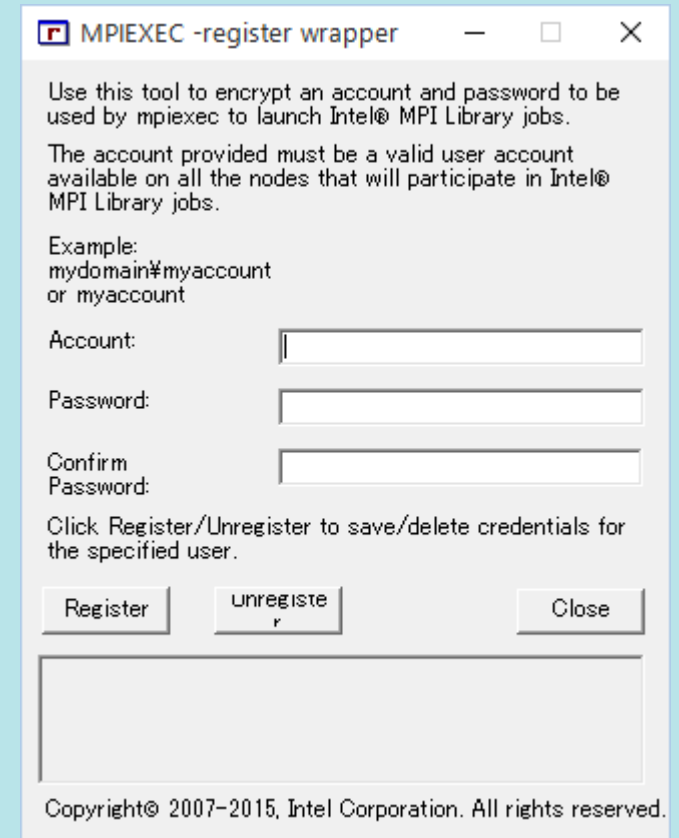 r MPIEXEC -register wrapper
Use this tool to encrypt an account and password to be
used by mpiexec to launch Intel® MPI Library jobs.
The account provided must be a valid user account
available on all the nodes that will participate in Intel®
MPI Library jobs.
Example:
mydomain¥myaccount
or myaccount
Account:
Password:
Confirm
Password:
Click Register/Unregister to save/delete credentials for
the specified user.
Register
Unregiste
r
Close
Copyright© 2007-2015, Intel Corporation. All rights reserved.